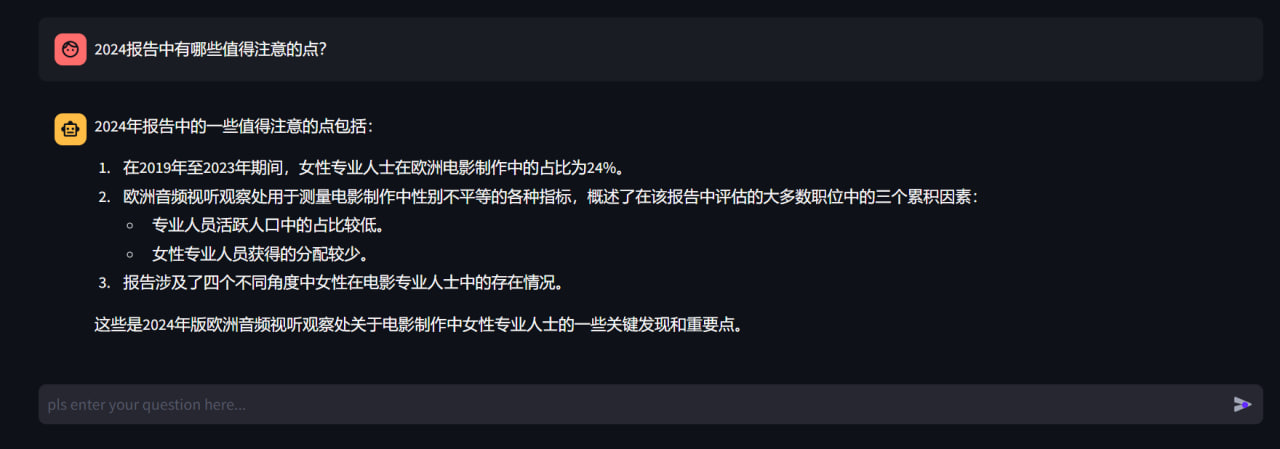 2024报告中有哪些值得注意的点？
2024年报告中的一些值得注意的点包括：
1. 在2019年至2023年期间，女性专业人士在欧洲电影制作中的占比为24%。
2. 欧洲音频视听观察处用于测量电影制作中性别不平等的各种指标，概述了在该报告中评估的大多数职位中的三个累积因素：
○ 专业人员活跃人口中的占比较低。
○ 女性专业人员获得的分配较少。
3. 报告涉及了四个不同角度中女性在电影专业人士中的存在情况。
这些是2024年版欧洲音频视听观察处关于电影制作中女性专业人士的一些关键发现和重要点。
pls enter your question here...